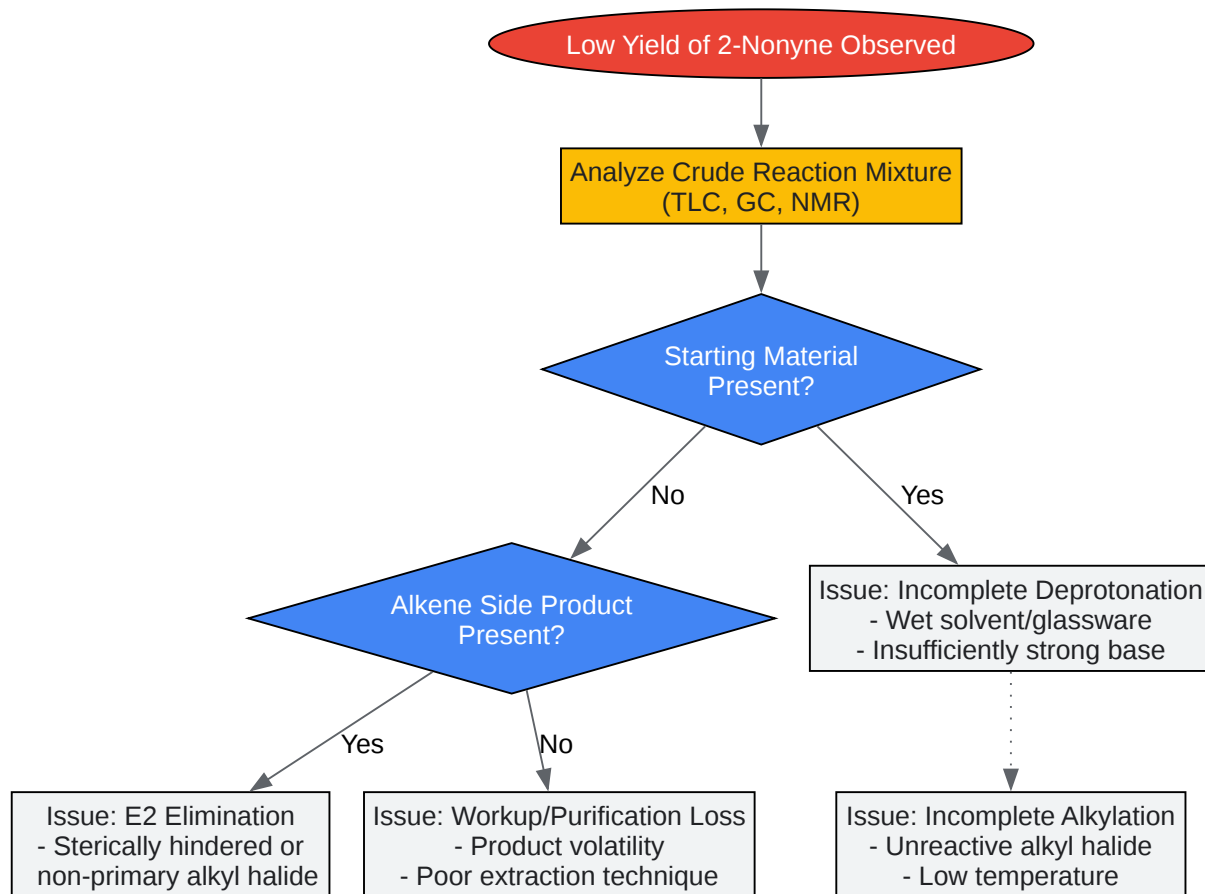 Low Yield of 2-Nonyne Observed
Analyze Crude Reaction Mixture
(TLC, GC, NMR)
Starting Material
Present?
No
Yes
Alkene Side Product
Present?
Issue: Incomplete Deprotonation
- Wet solvent/glassware
- Insufficiently strong base
Yes
No
Issue: E2 Elimination
- Sterically hindered or
non-primary alkyl halide
Issue: Workup/Purification Loss
- Product volatility
- Poor extraction technique
Issue: Incomplete Alkylation
- Unreactive alkyl halide
- Low temperature